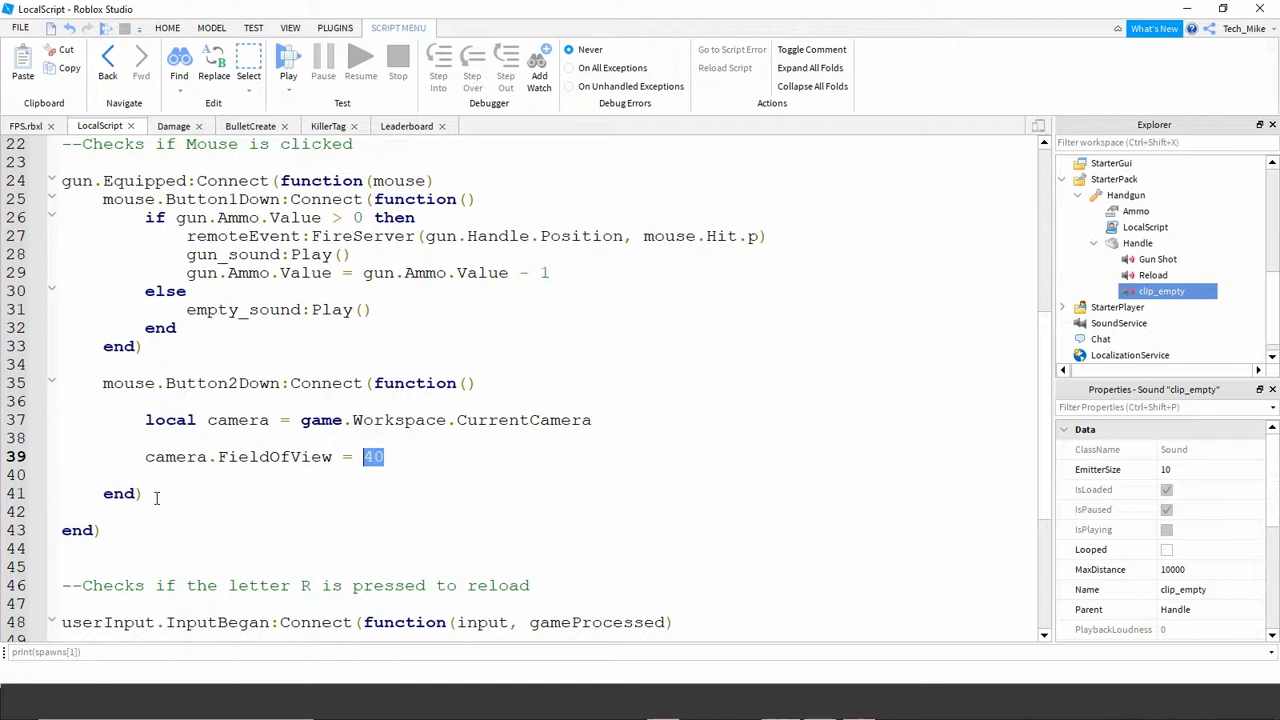 LocalScript - Roblox Studio
FILE HOME MODEL TEST VIEW PLUGINS SCRIPT MENU What's New Tech_Mike
Paste Cut Copy Back Fwd Find Replace Select Play Pause Resume Stop Step Into Step Over Step Out Add Watch
Never
On All Exceptions
On Unhandled Exceptions
Go to Script Error
Reload Script
Toggle Comment
Expand All Folds
Collapse All Folds
Clipboard Navigate Edit Test Debugger Debug Errors Actions
FPS.rbxl LocalScript Damage BulletCreate KillerTag Leaderboard
22 --Checks if Mouse is clicked
23
24 gun.Equipped:Connect(function(mouse)
25 mouse.Button1Down:Connect(function()
26 if gun.Ammo.Value > 0 then
27 remoteEvent:FireServer(gun.Handle.Position, mouse.Hit.p)
28 gun_sound:Play()
29 gun.Ammo.Value = gun.Ammo.Value - 1
30 else
31 empty_sound:Play()
32 end
33 end)
34
35 mouse.Button2Down:Connect(function()
36
37 local camera = game.Workspace.CurrentCamera
38
39 camera.FieldOfView = 40
40
41 end)
42
43 end)
44
45
46 --Checks if the letter R is pressed to reload
47
48 userInput.InputBegan:Connect(function(input, gameProcessed)
print(spawns[1])
Explorer
Filter workspace (Ctrl+Shift+X)
StarterGui
StarterPack
Handgun
Ammo
LocalScript
Handle
Gun Shot
Reload
clip_empty
StarterPlayer
SoundService
Chat
LocalizationService
Properties - Sound "clip_empty"
Filter Properties (Ctrl+Shift+P)
Data
ClassName Sound
EmitterSize 10
IsLoaded
IsPaused
IsPlaying
Looped
MaxDistance 10000
Name clip_empty
Parent Handle
PlaybackLoudness 0